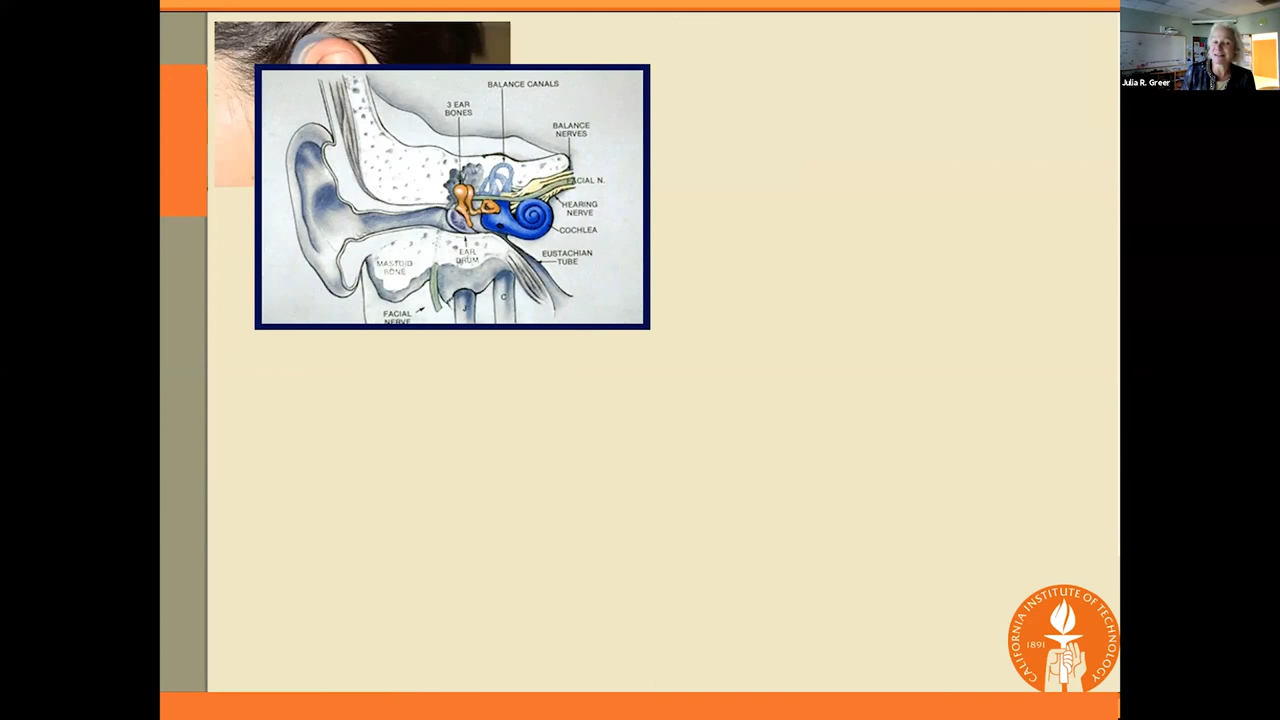 Julia R. Greer
BALANCE CANALS
3 EAR
BONES
BALANCE
NERVES
FACIAL N.
HEARING
NERVE
COCHLEA
EUSTACHIAN
TUBE
EAR
DRUM
MASTOID
BONE
FACIAL
NERVE
C
CALIFORNIA INSTITUTE OF TECHNOLOGY
1891